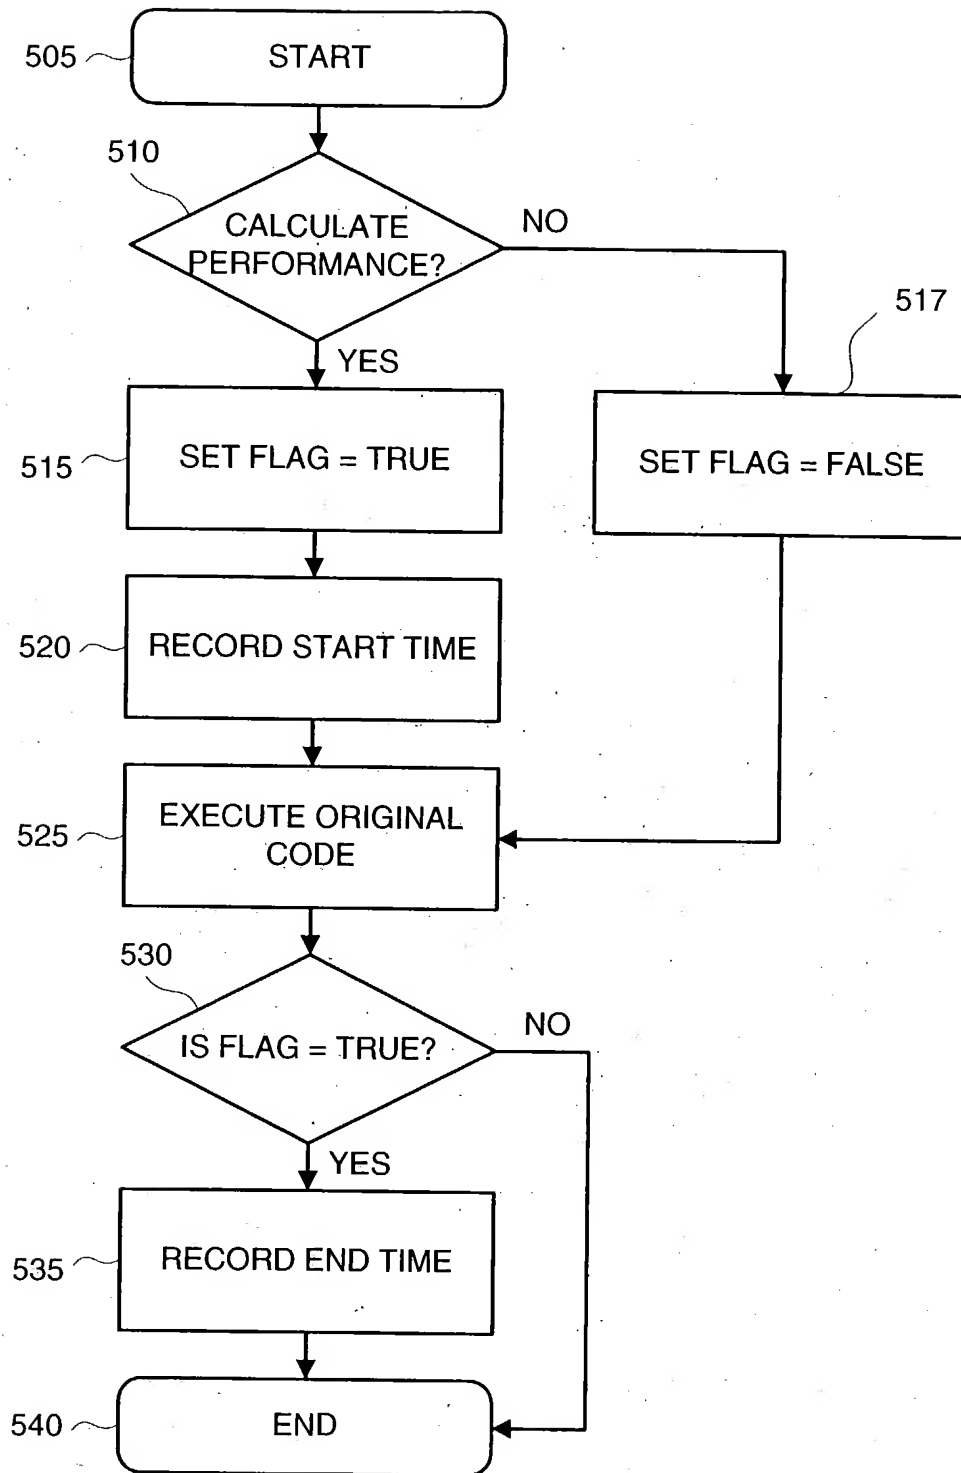 505
START
510
CALCULATE
PERFORMANCE?
NO
YES
517
515
SET FLAG = TRUE
SET FLAG = FALSE
520
RECORD START TIME
525
EXECUTE ORIGINAL
CODE
530
IS FLAG = TRUE?
NO
YES
535
RECORD END TIME
540
END